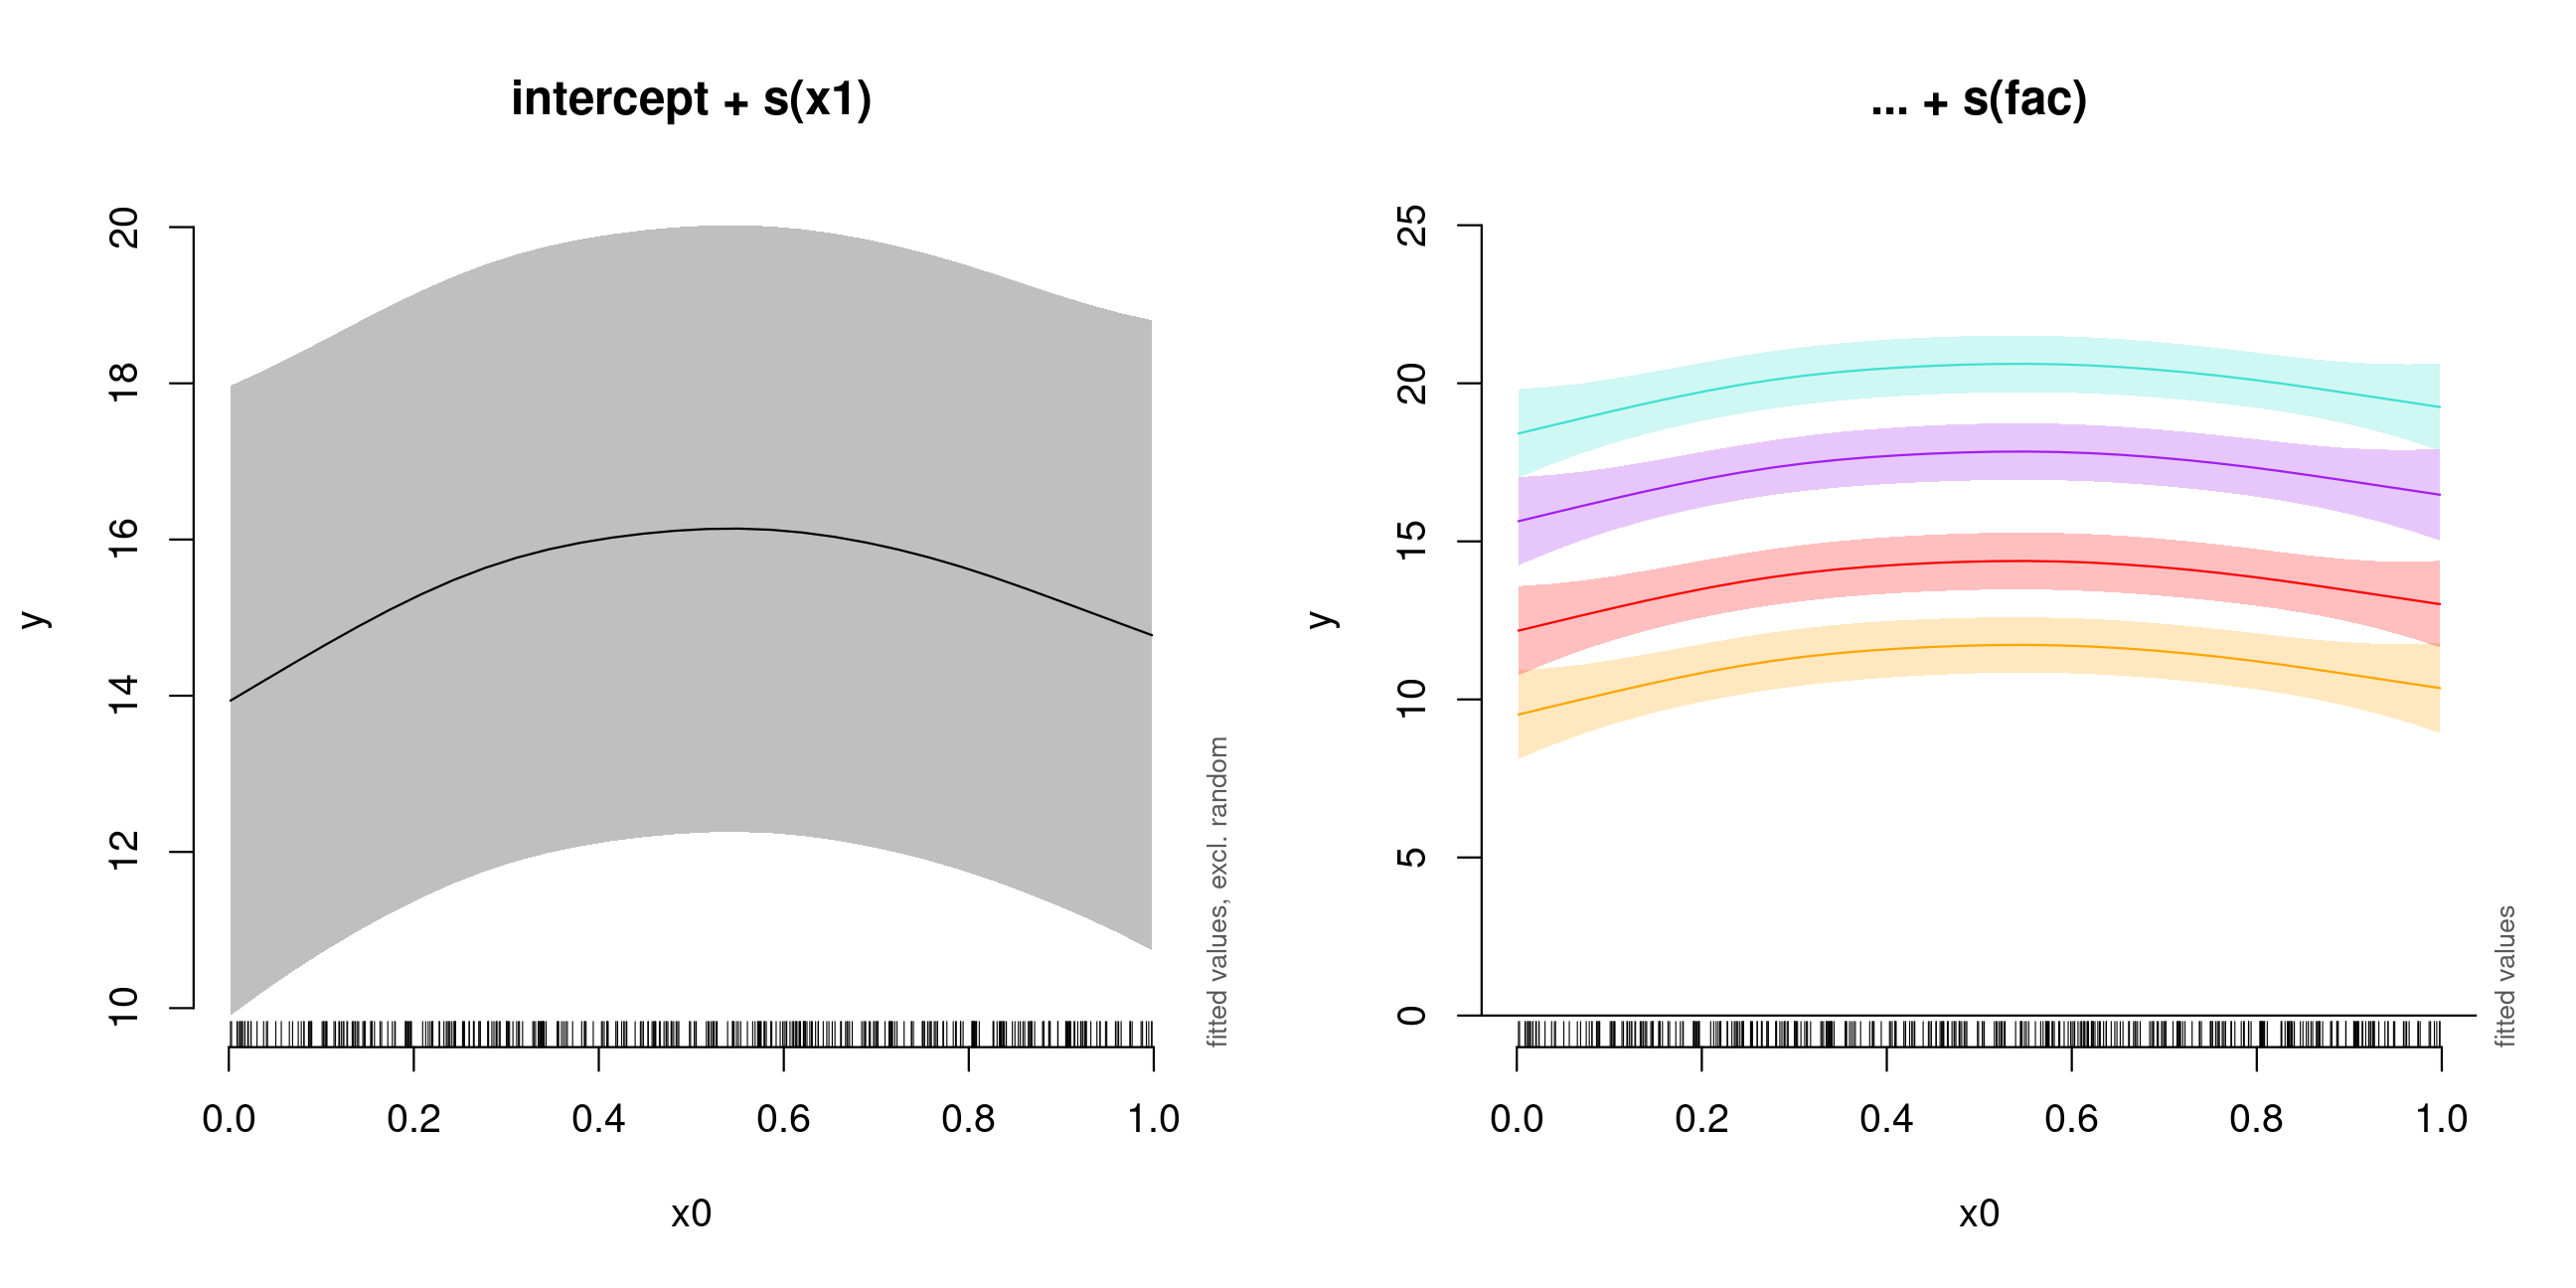 intercept + s(x1)
20
18
16
14
12
10
y
0.0 0.2 0.4 0.6 0.8 1.0
x0
fitted values, excl. random
... + s(fac)
25
20
15
10
5
0
y
0.0 0.2 0.4 0.6 0.8 1.0
x0
fitted values